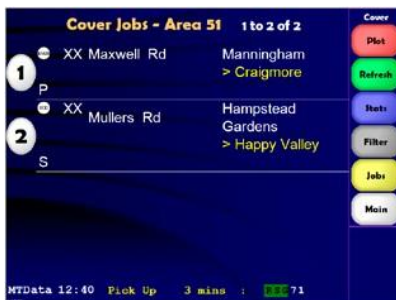 Cover Jobs - Area 51 1 to 2 of 2
Cover
Plot
Refresh
Stats
Filter
Jobs
Main
1 XX Maxwell Rd Manningham
> Craigmore
P
2 XX Mullers Rd Hampstead
Gardens
> Happy Valley
S
MTData 12:40 Pick Up 3 mins : 71